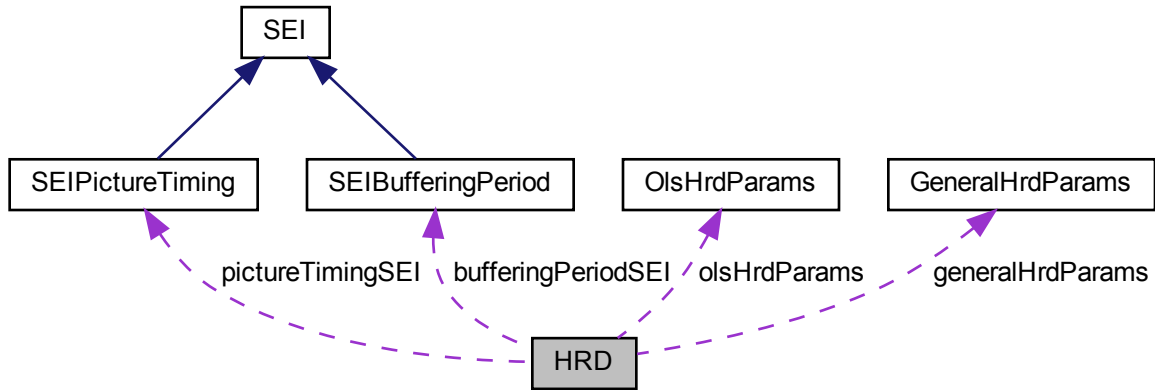 SEI
SEIPictureTiming
SEIBufferingPeriod
OlsHrdParams
GeneralHrdParams
pictureTimingSEI
bufferingPeriodSEI
olsHrdParams
generalHrdParams
HRD